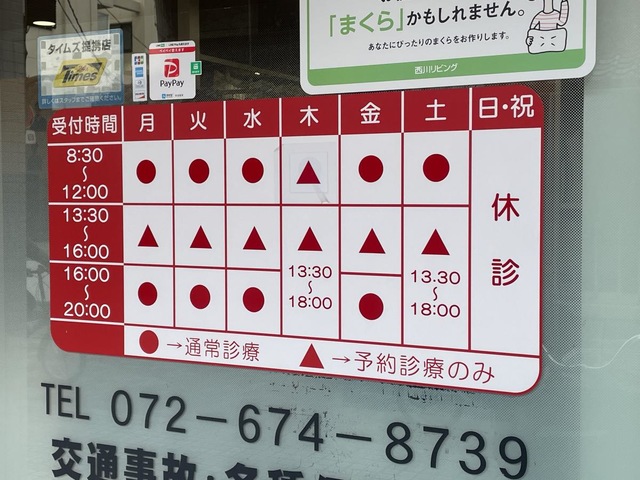 「まくら」かもしれません。
あなたにぴったりのまくらをお作りします。
西川リビング
タイムズ提携店
Times
PayPay
受付時間 月 火 水 木 金 土 日・祝
8:30～12:00 ● ● ● ▲ ● ● 休診
13:30～16:00 ▲ ▲ ▲ ▲ 13:30～18:00 ▲ ▲ 13:30～18:00
16:00～20:00 ● ● ● ●
●→通常診療 ▲→予約診療のみ
TEL 072-674-8739
交通事故・各種